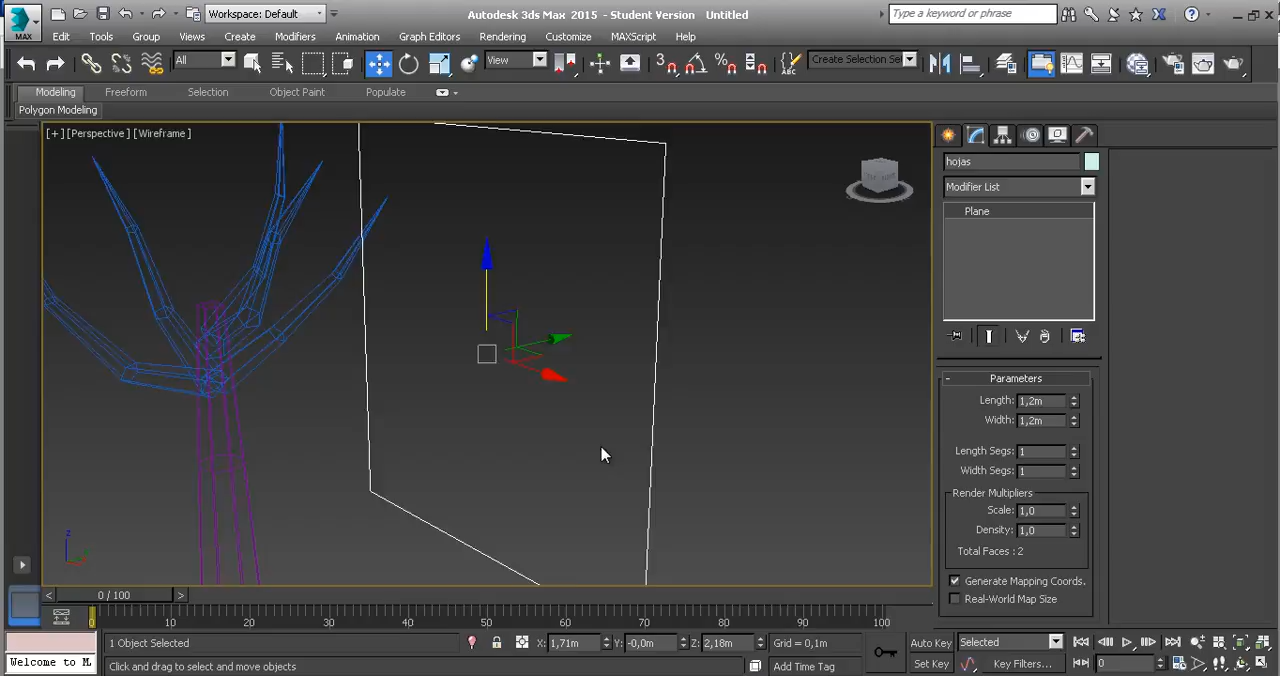 Workspace: Default
Autodesk 3ds Max 2015 - Student Version Untitled
Type a keyword or phrase
MAX
Edit Tools Group Views Create Modifiers Animation Graph Editors Rendering Customize MAXScript Help
All
View
Create Selection Se
Modeling Freeform Selection Object Paint Populate
Polygon Modeling
[+] [Perspective] [Wireframe]
hojas
Modifier List
Plane
Parameters
Length: 1,2m
Width: 1,2m
Length Segs: 1
Width Segs: 1
Render Multipliers
Scale: 1,0
Density: 1,0
Total Faces : 2
Generate Mapping Coords.
Real-World Map Size
0 / 100
0 10 20 30 40 50 60 70 80 90 100
1 Object Selected
X: 1,71m Y: -0,0m Z: 2,18m
Grid = 0,1m
Auto Key
Selected
Welcome to M
Click and drag to select and move objects
Add Time Tag
Set Key
Key Filters...
0